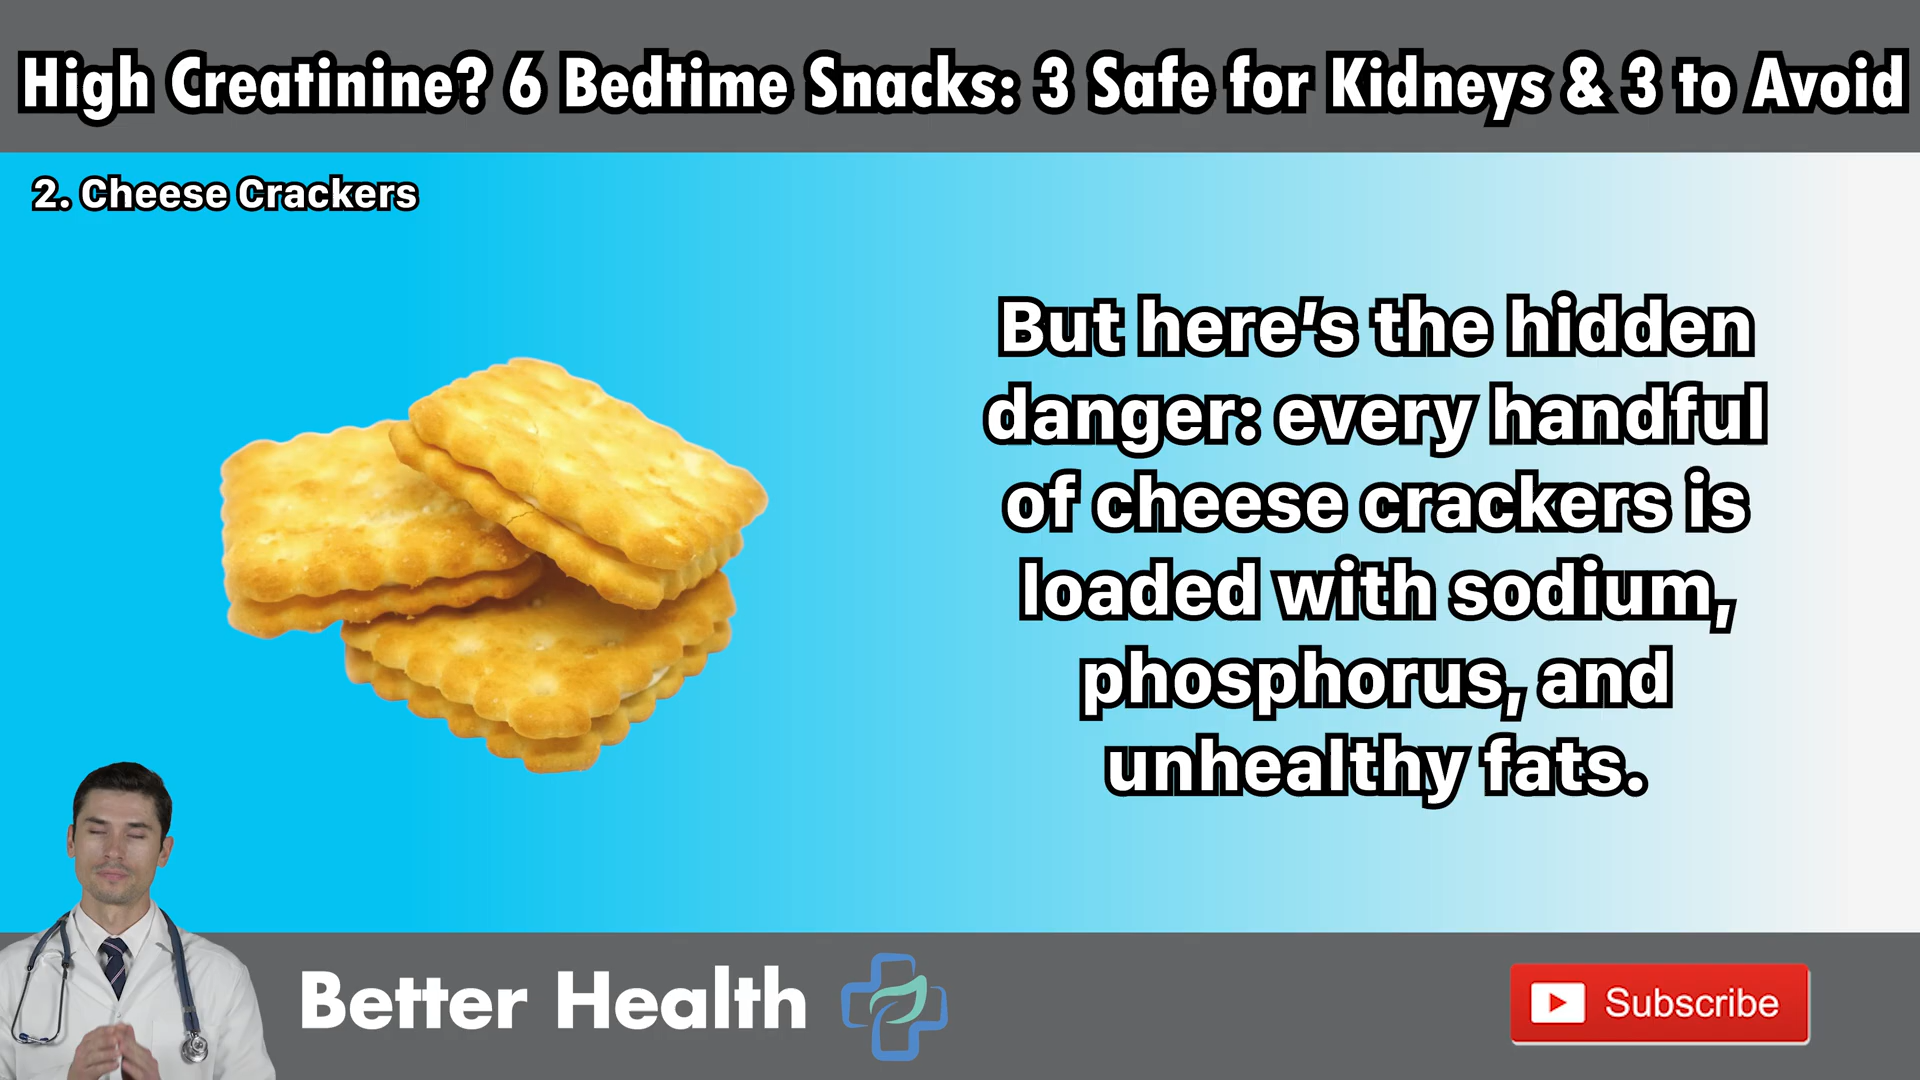 High Creatinine? 6 Bedtime Snacks: 3 Safe for Kidneys & 3 to Avoid
2. Cheese Crackers
But here’s the hidden
danger: every handful
of cheese crackers is
loaded with sodium,
phosphorus, and
unhealthy fats.
Better Health
Subscribe